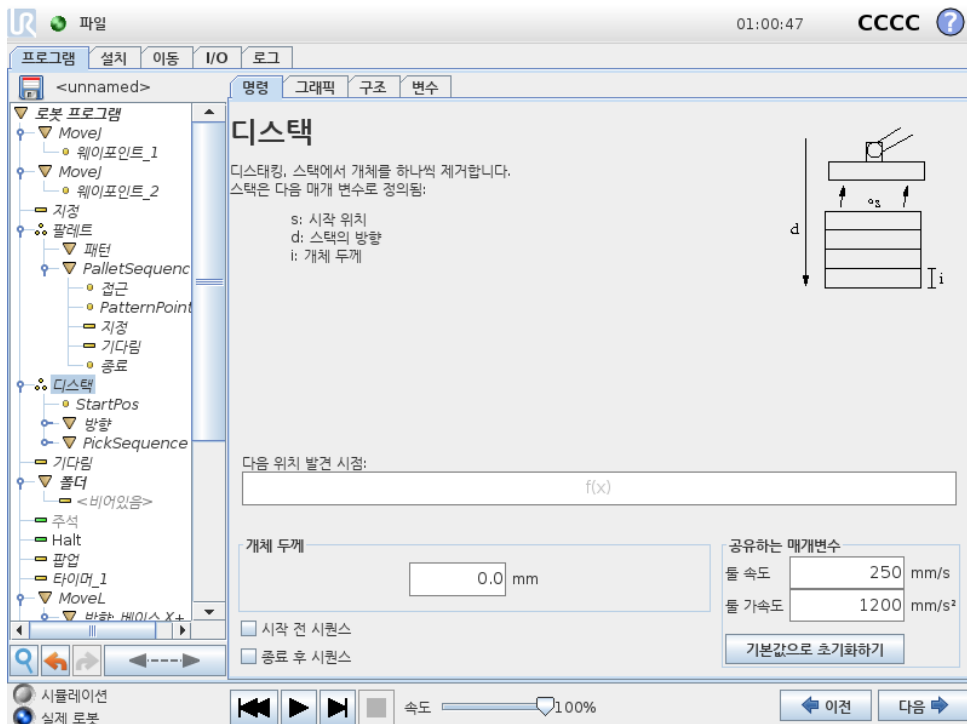 UR 파일 01:00:47 CCCC ?
프로그램 설치 이동 I/O 로그
<unnamed>
명령 그래픽 구조 변수
로봇 프로그램
MoveJ
웨이포인트_1
MoveJ
웨이포인트_2
지정
팔레트
패턴
PalletSequenc
접근
PatternPoint
지정
기다림
종료
디스택
StartPos
방향
PickSequence
기다림
폴더
<비어있음>
주석
Halt
팝업
타이머_1
MoveL
방향: 베이스 X+
디스택
디스태킹, 스택에서 개체를 하나씩 제거합니다.
스택은 다음 매개 변수로 정의됨:
s: 시작 위치
d: 스택의 방향
i: 개체 두께
s
d
i
다음 위치 발견 시점:
f(x)
개체 두께
0.0 mm
시작 전 시퀀스
종료 후 시퀀스
공유하는 매개변수
툴 속도 250 mm/s
툴 가속도 1200 mm/s²
기본값으로 초기화하기
시뮬레이션
실제 로봇
속도 100%
이전 다음